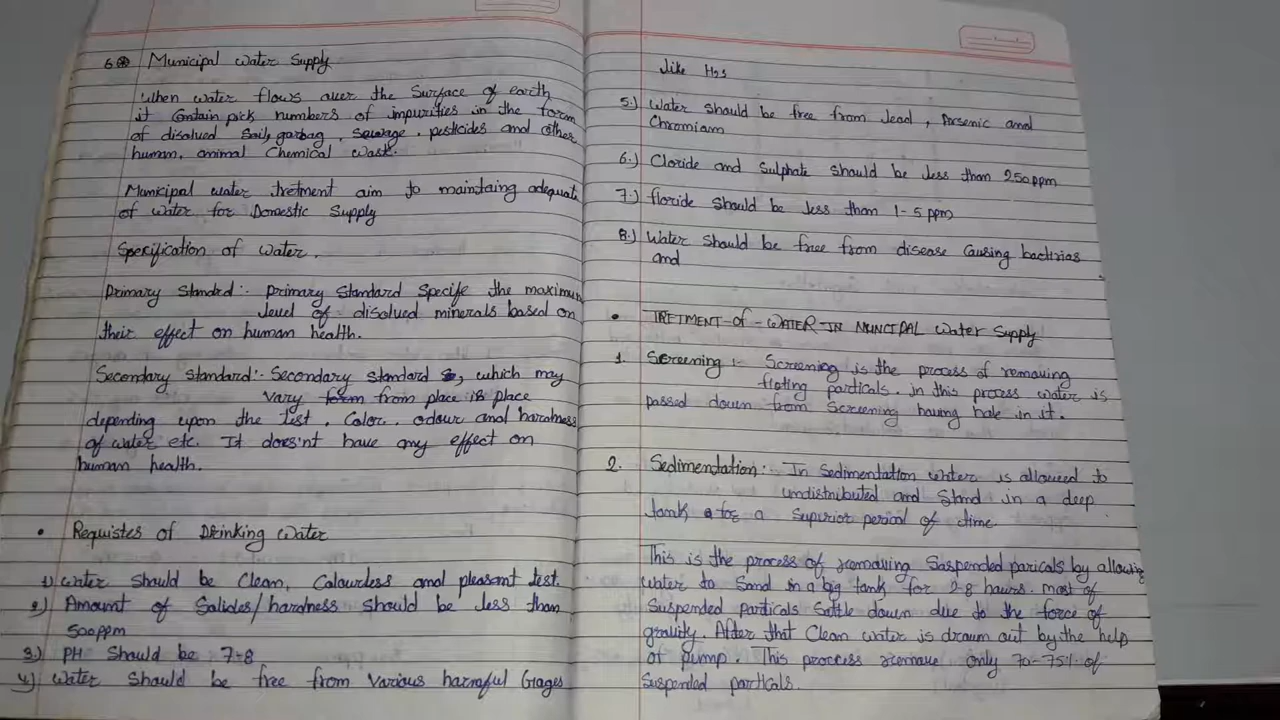 6 Municipal Water Supply
When water flows over the Surface of earth
it Contain pick numbers of impurities in the form
of disolved Soil, garbag, sewage, pesticides and other
human, animal Chemical wast.
Municipal water tretment aim to maintaing adequate
of water for Domestic Supply
Specification of Water.
Primary Standed:- Primary Standard Specife the maximum
level of disolved minerals based on
their effect on human health.
Secondary Standard:- Secondary Standard , which may
vary form from place is place
depending upon the test, Color, odour and hardness
of water etc. It does'nt have any effect on
human health.
• Requistes of Drinking Water
1) Water Should be Clean, Colourless and pleasant test.
2) Amount of Salides/hardness Should be less than
500ppm
3.) PH Should be 7-8
4.) Water Should be free from various harmful Gages
like H2s
5.) Water Should be free from lead, Arsenic and
Chromiam
6.) Cloride and Sulphate Should be less than 250ppm
7.) floride Should be less than 1-5 ppm
8.) Water Should be free from disease Causing bactirias
and
• TRETMENT-of-WATER-IN MUNCIPAL Water Supply
1. Screening:- Screening is the process of removing
floting particals. in this process water is
passed down from Screening having hole in it.
2. Sedimentation:- In Sedimentation water is allowed to
undistributed and Stand in a deep
tank for a Superior period of time
This is the process of removing Suspended paricals by allowing
water to Sand in a big tank for 2-8 hours. most of
Suspended Particals Sattle down due to the force of
gravity. After that Clean water is drawn out by the help
of pump. This process remove only 70-75% of
Suspended particals.